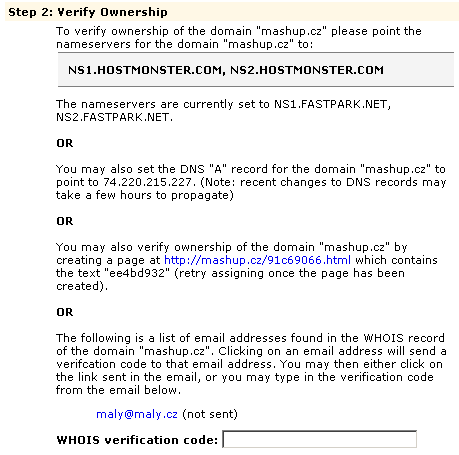 Step 2: Verify Ownership
To verify ownership of the domain "mashup.cz" please point the
nameservers for the domain "mashup.cz" to:
NS1.HOSTMONSTER.COM, NS2.HOSTMONSTER.COM
The nameservers are currently set to NS1.FASTPARK.NET,
NS2.FASTPARK.NET.
OR
You may also set the DNS "A" record for the domain "mashup.cz" to
point to 74.220.215.227. (Note: recent changes to DNS records may
take a few hours to propagate)
OR
You may also verify ownership of the domain "mashup.cz" by
creating a page at http://mashup.cz/91c69066.html which contains
the text "ee4bd932" (retry assigning once the page has been
created).
OR
The following is a list of email addresses found in the WHOIS record
of the domain "mashup.cz". Clicking on an email address will send a
verifcation code to that email address. You may then either click on
the link sent in the email, or you may type in the verification code
from the email below.
maly@maly.cz (not sent)
WHOIS verification code: